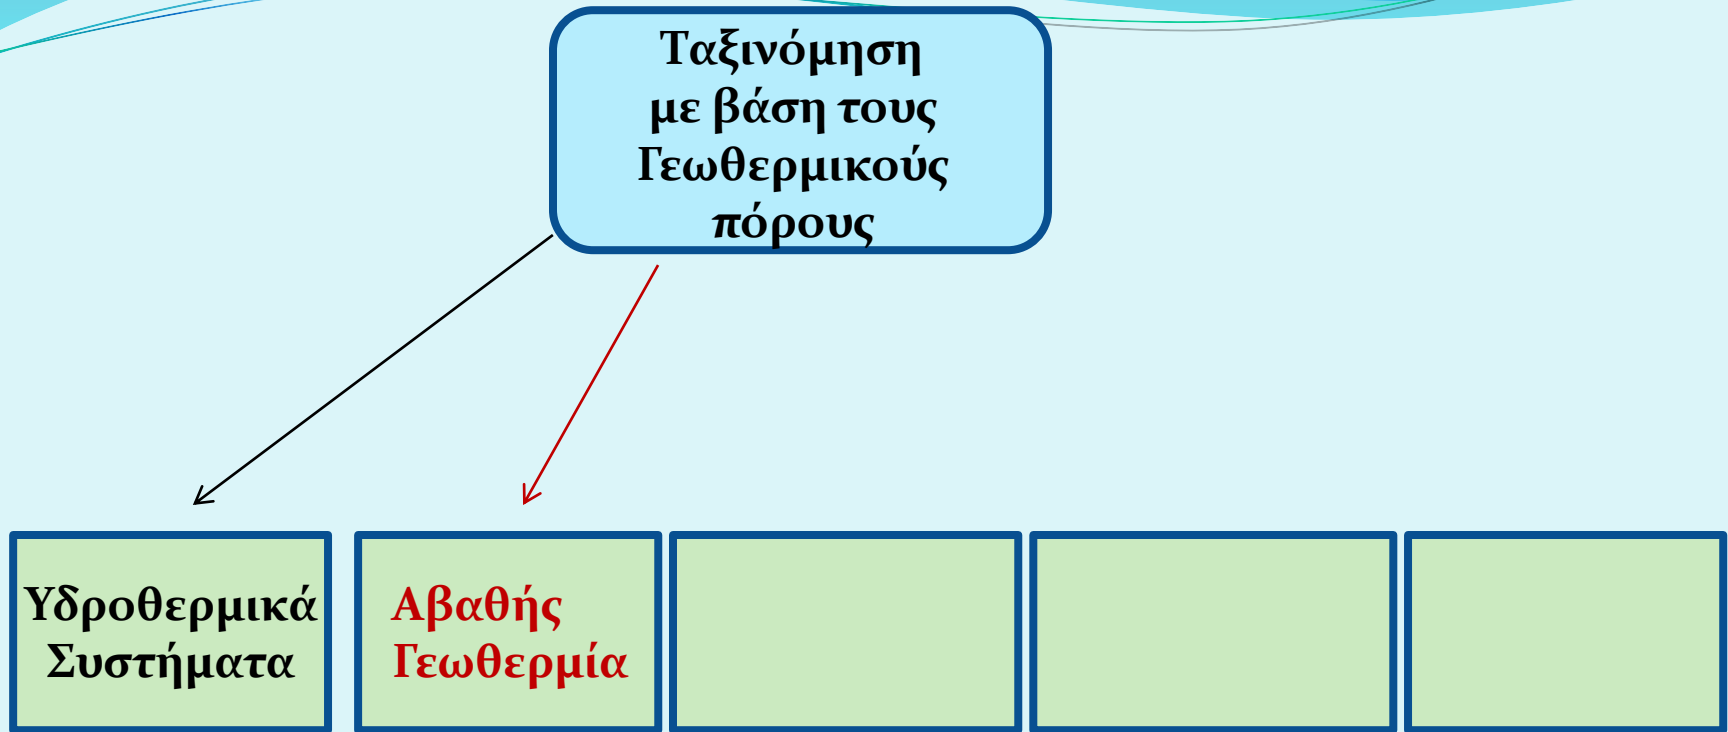 Ταξινόμηση
με βάση τους
Γεωθερμικούς
πόρους
Υδροθερμικά
Συστήματα
Αβαθής
Γεωθερμία